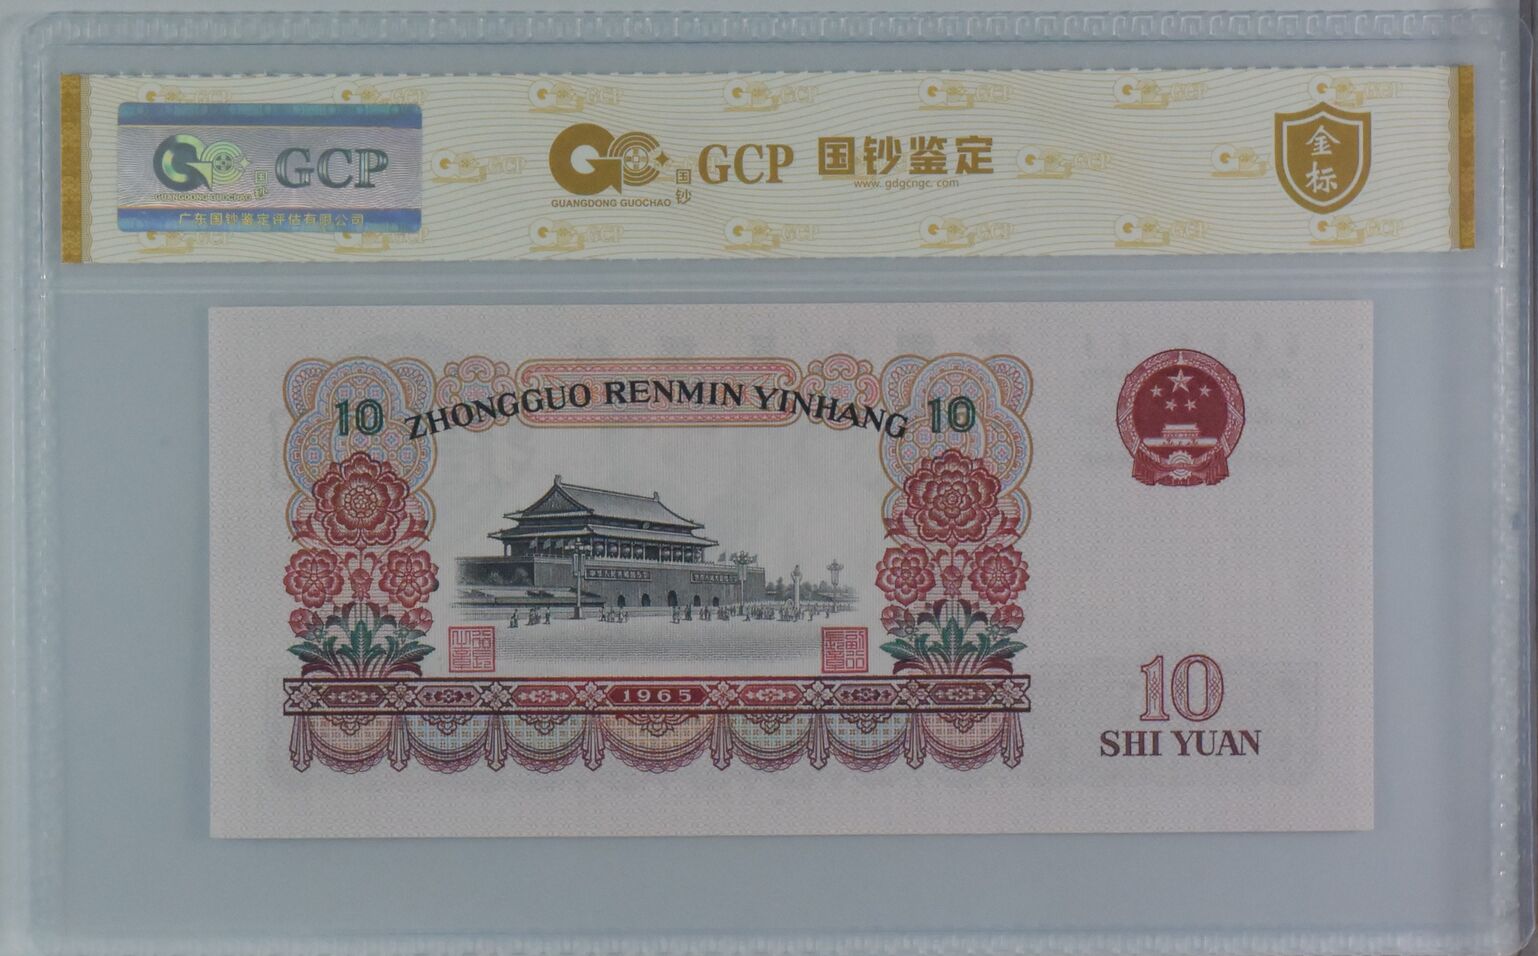 GCP
GUANGDONG GUOCHAO
国钞
广东国钞鉴定评估有限公司
GUANGDONG GUOCHAO
国钞
GCP 国钞鉴定
www.gdgcngc.com
金标
10 ZHONGGUO RENMIN YINHANG 10
1965
10
SHI YUAN